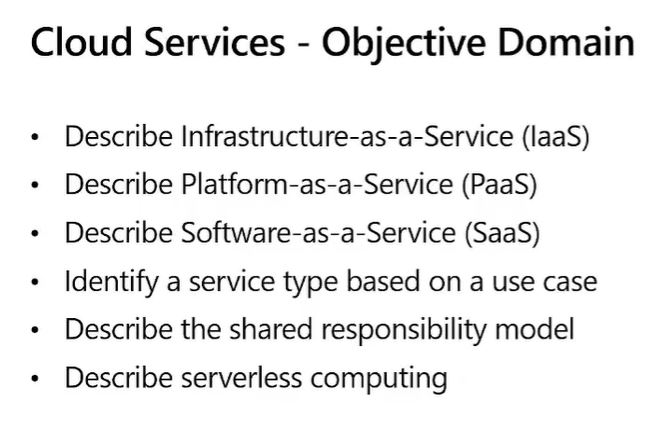 Cloud Services - Objective Domain
• Describe Infrastructure-as-a-Service (IaaS)
• Describe Platform-as-a-Service (PaaS)
• Describe Software-as-a-Service (SaaS)
• Identify a service type based on a use case
• Describe the shared responsibility model
• Describe serverless computing